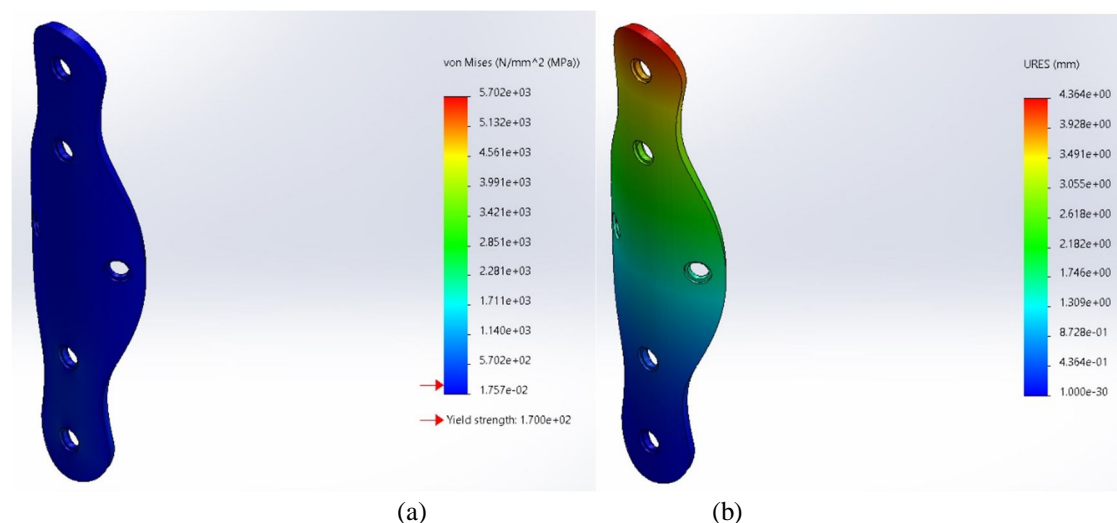 von Mises (N/mm^2 (MPa))
5.702e+03
5.132e+03
4.561e+03
3.991e+03
3.421e+03
2.851e+03
2.281e+03
1.711e+03
1.140e+03
5.702e+02
1.757e-02
Yield strength: 1.700e+02
URES (mm)
4.364e+00
3.928e+00
3.491e+00
3.055e+00
2.618e+00
2.182e+00
1.746e+00
1.309e+00
8.728e-01
4.364e-01
1.000e-30
(a)
(b)